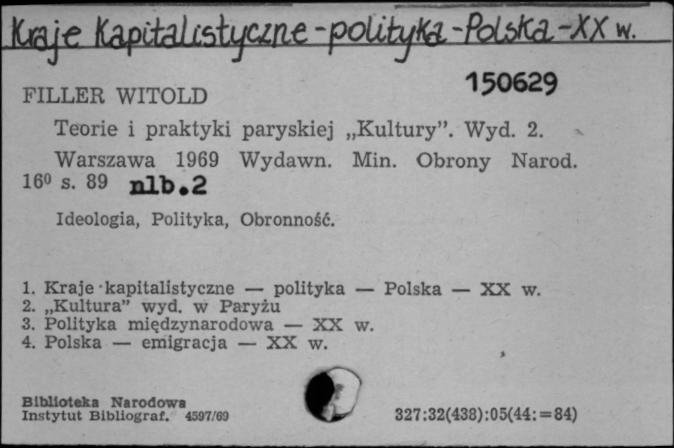 Kraje kapitalistyczne - polityka - Polska - XX w.
150629
FILLER WITOLD
Teorie i praktyki paryskiej „Kultury”. Wyd. 2.
Warszawa 1969 Wydawn. Min. Obrony Narod.
16⁰ s. 89 nlb.2
Ideologia, Polityka, Obronność.
1. Kraje kapitalistyczne — polityka — Polska — XX w.
2. „Kultura” wyd. w Paryżu
3. Polityka międzynarodowa — XX w.
4. Polska — emigracja — XX w.
Biblioteka Narodowa
Instytut Bibliograf. 4597/69
327:32(438):05(44:=84)